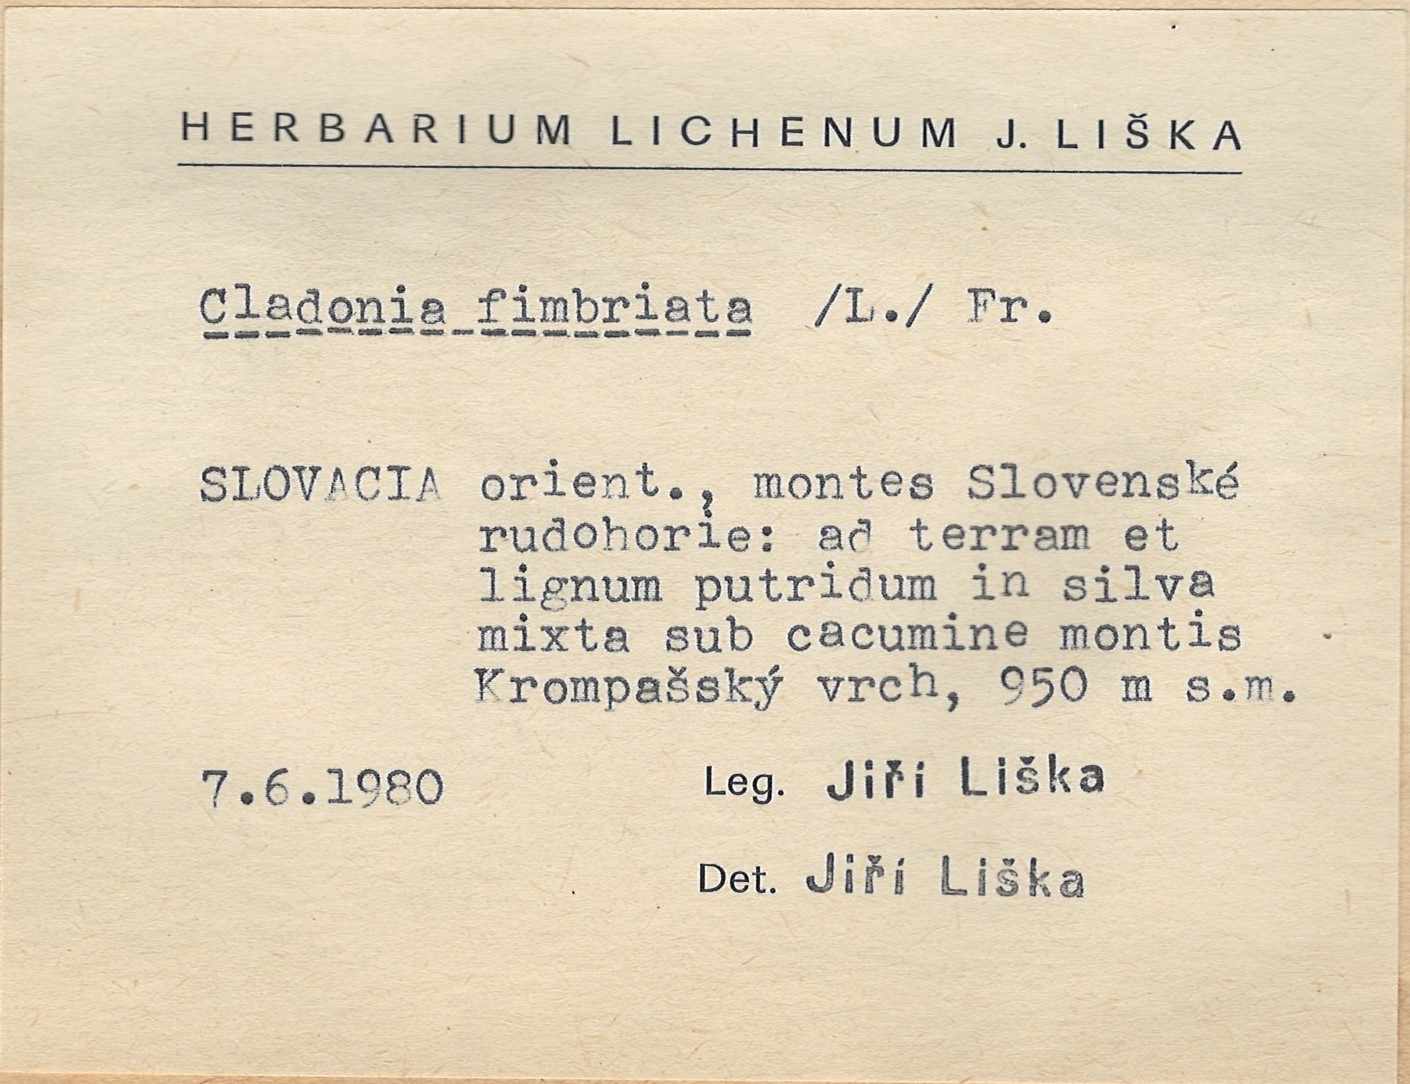 HERBARIUM LICHENUM J. LIŠKA
Cladonia fimbriata /L./ Fr.
SLOVACIA orient., montes Slovenské
rudohorie: ad terram et
lignum putridum in silva
mixta sub cacumine montis
Krompašský vrch, 950 m s.m.
7.6.1980 Leg. Jiří Liška
Det. Jiří Liška